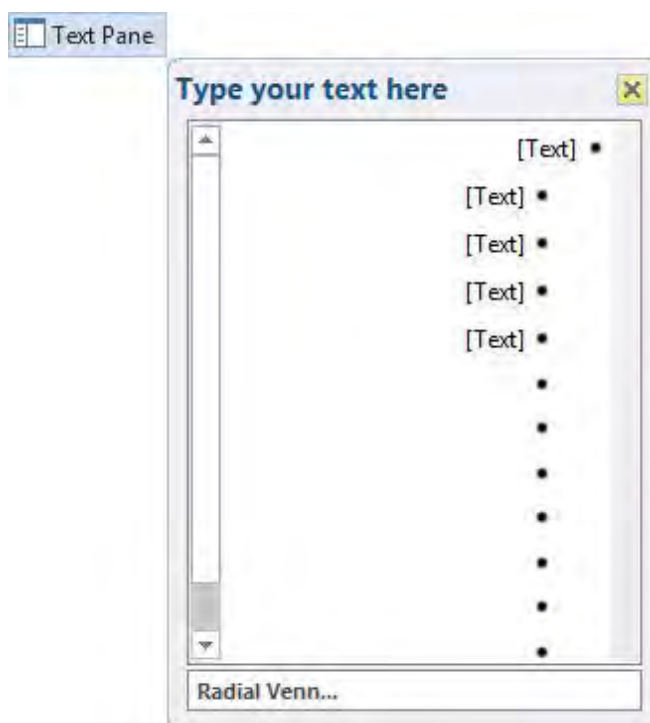 Text Pane
Type your text here
[Text] •
[Text] •
[Text] •
[Text] •
[Text] •
•
•
•
•
•
•
•
Radial Venn...